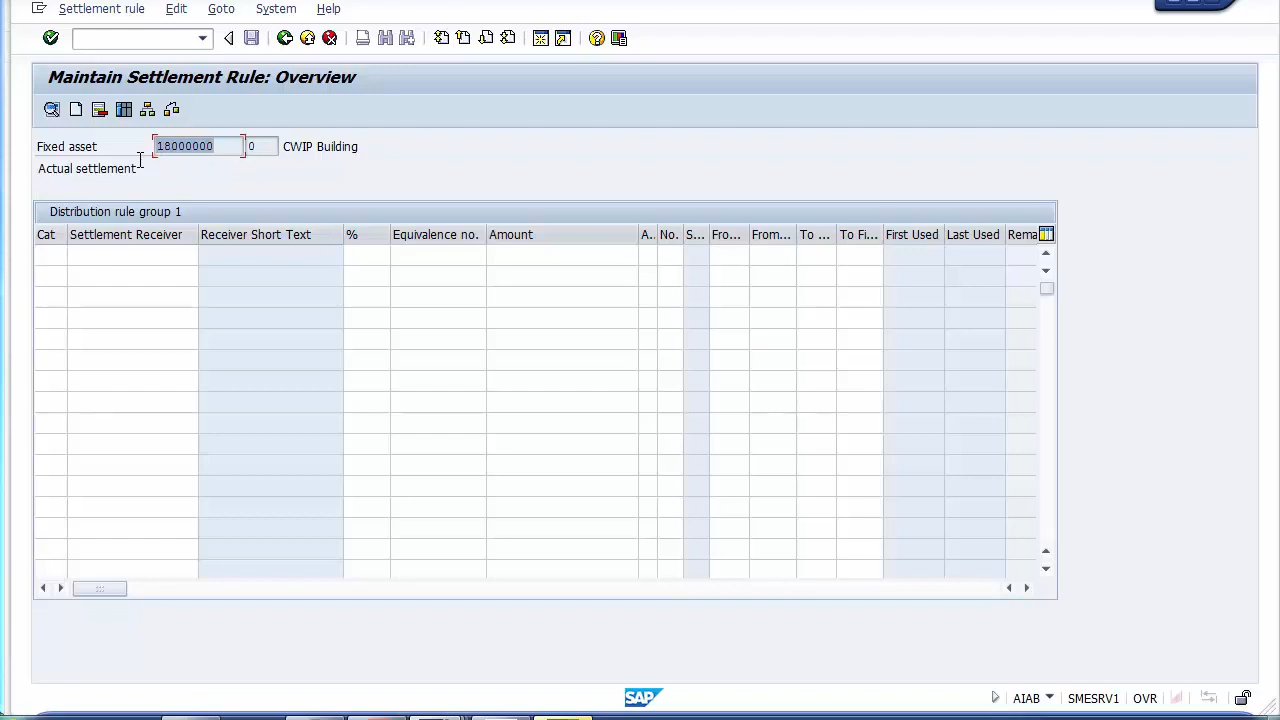 Settlement rule Edit Goto System Help
Maintain Settlement Rule: Overview
Fixed asset 18000000 0 CWIP Building
Actual settlement
Distribution rule group 1
Cat Settlement Receiver Receiver Short Text % Equivalence no. Amount A. No. S... Fro... From... To ... To Fi... First Used Last Used Rema
SAP AIAB SMESRV1 OVR